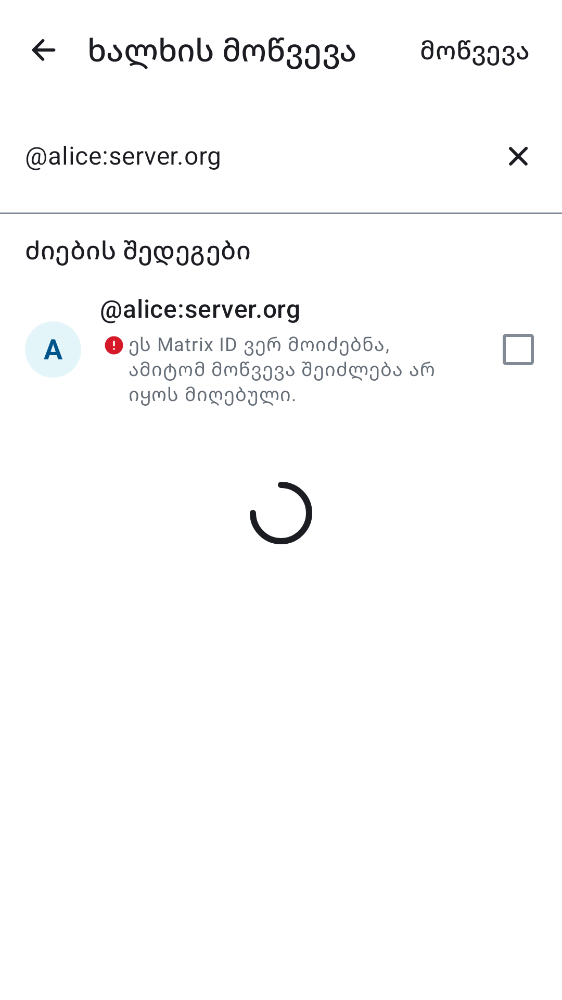 ხალხის მოწვევა
მოწვევა
@alice:server.org
ძიების შედეგები
@alice:server.org
A
ეს Matrix ID ვერ მოიძებნა,
ამიტომ მოწვევა შეიძლება არ
იყოს მიღებული.